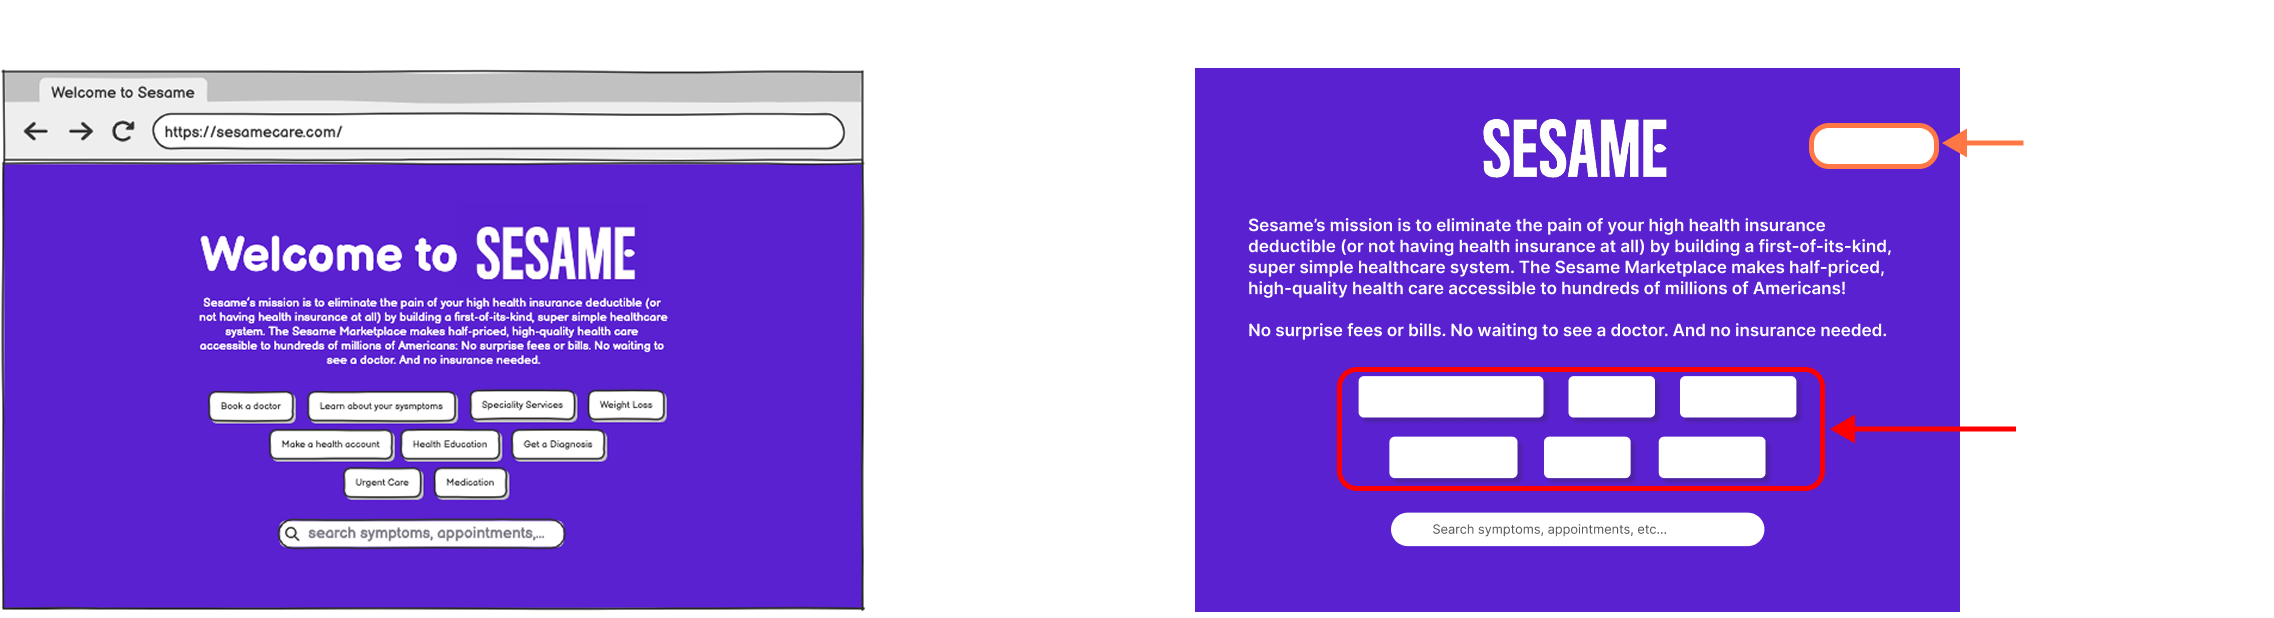 Welcome to Sesame
https://sesamecare.com/
Welcome to SESAME
Sesame's mission is to eliminate the pain of your high health insurance deductible (or
not having health insurance at all) by building a first-of-its-kind, super simple healthcare
system. The Sesame Marketplace makes half-priced, high-quality health care
accessible to hundreds of millions of Americans: No surprise fees or bills. No waiting to
see a doctor. And no insurance needed.
Book a doctor
Learn about your sysmptoms
Speciality Services
Weight Loss
Make a health account
Health Education
Get a Diagnosis
Urgent Care
Medication
search symptoms, appointments,...
SESAME
Sesame’s mission is to eliminate the pain of your high health insurance
deductible (or not having health insurance at all) by building a first-of-its-kind,
super simple healthcare system. The Sesame Marketplace makes half-priced,
high-quality health care accessible to hundreds of millions of Americans!
No surprise fees or bills. No waiting to see a doctor. And no insurance needed.
Search symptoms, appointments, etc...